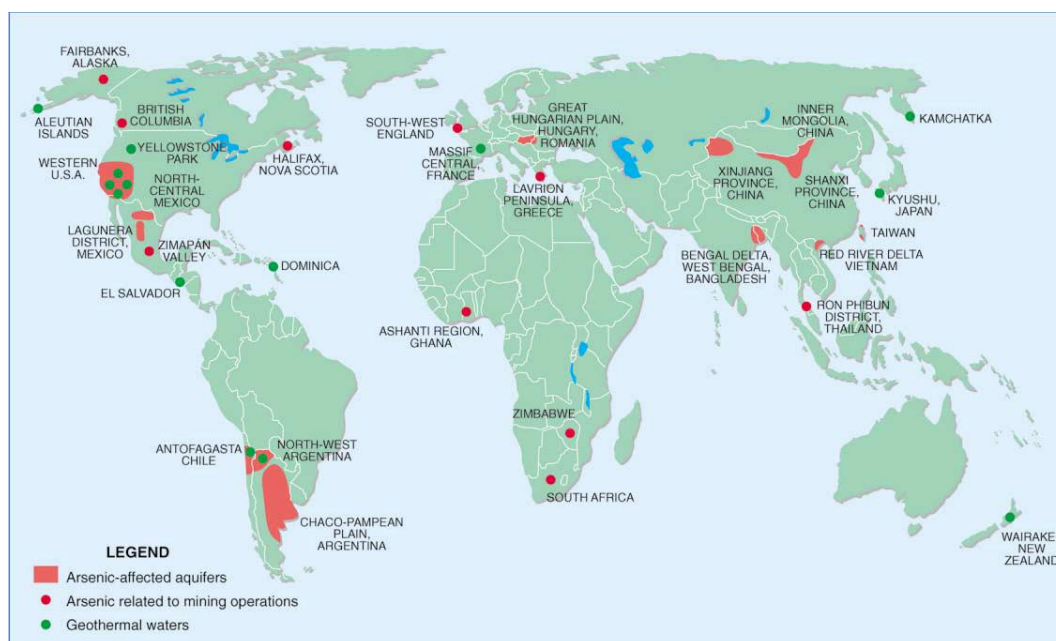 FAIRBANKS,
ALASKA
ALEUTIAN
ISLANDS
BRITISH
COLUMBIA
YELLOWSTONE
PARK
WESTERN
U.S.A.
HALIFAX,
NOVA SCOTIA
NORTH-
CENTRAL
MEXICO
LAGUNERA
DISTRICT,
MEXICO
ZIMAPÁN
VALLEY
DOMINICA
EL SALVADOR
SOUTH-WEST
ENGLAND
GREAT
HUNGARIAN PLAIN,
HUNGARY,
ROMANIA
MASSIF
CENTRAL,
FRANCE
LAVRION
PENINSULA,
GREECE
INNER
MONGOLIA,
CHINA
KAMCHATKA
XINJIANG
PROVINCE,
CHINA
SHANXI
PROVINCE,
CHINA
KYUSHU,
JAPAN
TAIWAN
BENGAL DELTA,
WEST BENGAL,
BANGLADESH
RED RIVER DELTA
VIETNAM
RON PHIBUN
DISTRICT,
THAILAND
ASHANTI REGION,
GHANA
ZIMBABWE
SOUTH AFRICA
ANTOFAGASTA
CHILE
NORTH-WEST
ARGENTINA
CHACO-PAMPEAN
PLAIN,
ARGENTINA
WAIRAKE
NEW
ZEALAND
LEGEND
Arsenic-affected aquifers
Arsenic related to mining operations
Geothermal waters